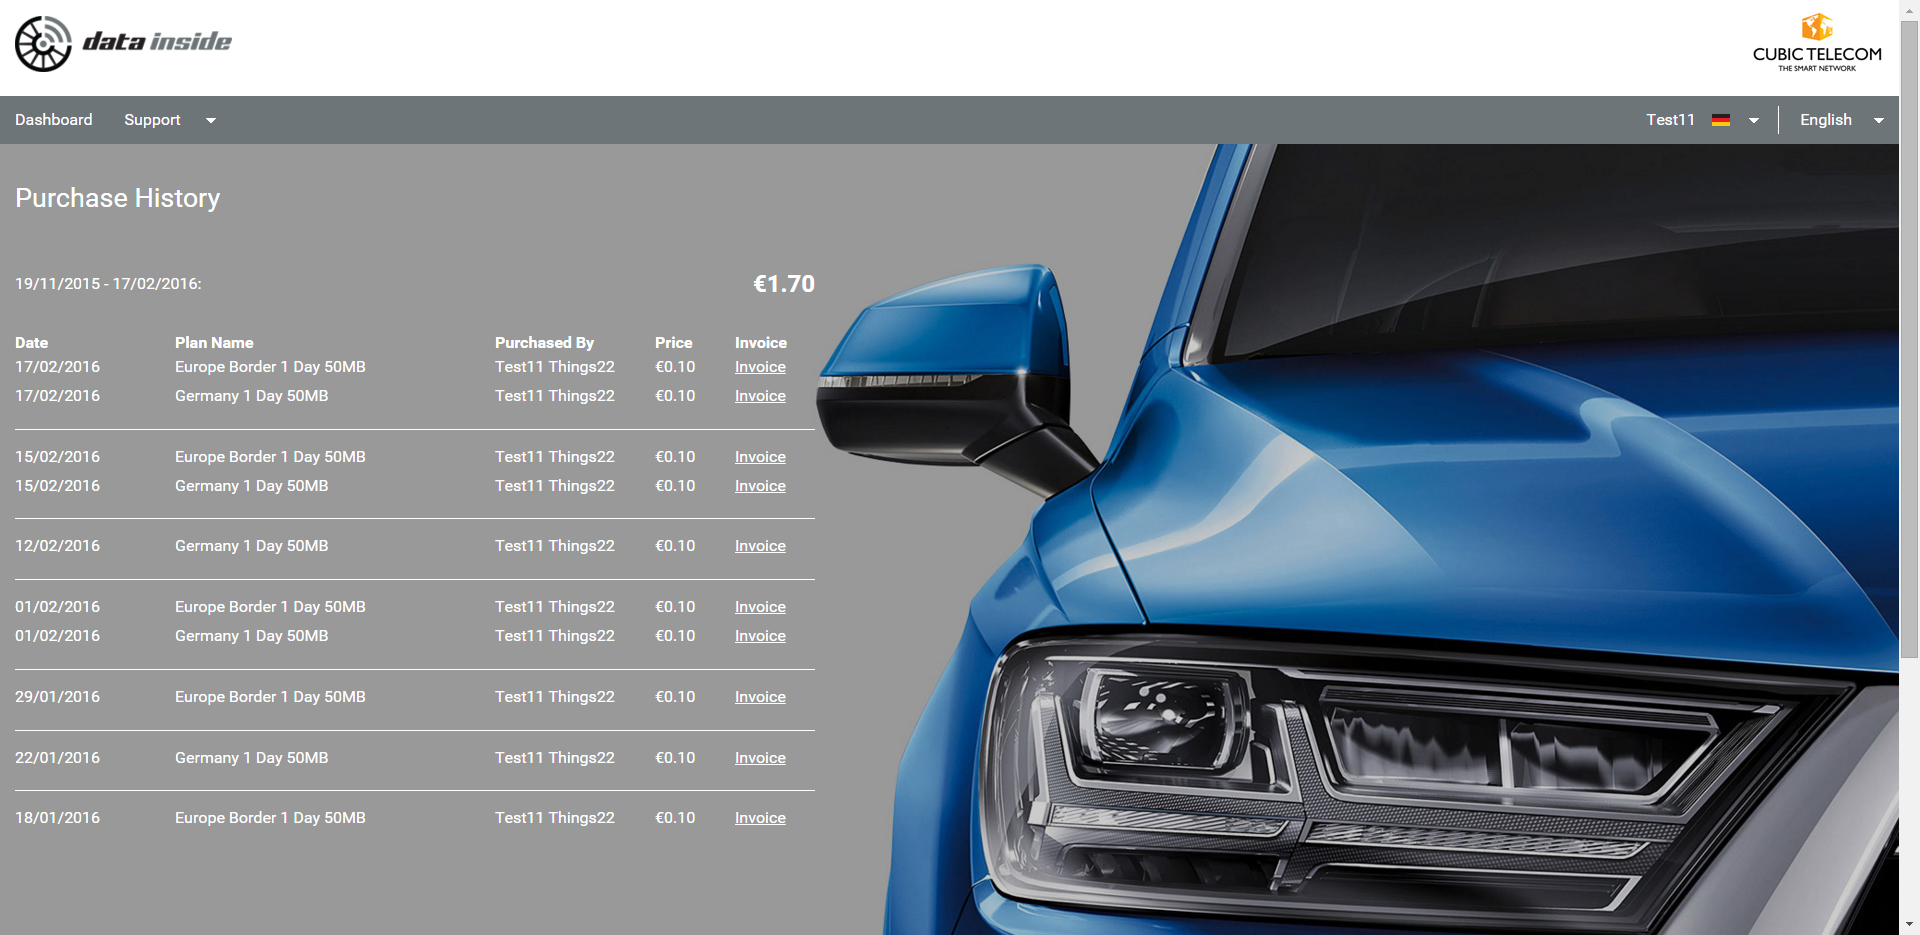 data inside
CUBIC TELECOM
THE SMART NETWORK
Dashboard Support Test11 English
Purchase History
19/11/2015 - 17/02/2016: €1.70
Date Plan Name Purchased By Price Invoice
17/02/2016 Europe Border 1 Day 50MB Test11 Things22 €0.10 Invoice
17/02/2016 Germany 1 Day 50MB Test11 Things22 €0.10 Invoice
15/02/2016 Europe Border 1 Day 50MB Test11 Things22 €0.10 Invoice
15/02/2016 Germany 1 Day 50MB Test11 Things22 €0.10 Invoice
12/02/2016 Germany 1 Day 50MB Test11 Things22 €0.10 Invoice
01/02/2016 Europe Border 1 Day 50MB Test11 Things22 €0.10 Invoice
01/02/2016 Germany 1 Day 50MB Test11 Things22 €0.10 Invoice
29/01/2016 Europe Border 1 Day 50MB Test11 Things22 €0.10 Invoice
22/01/2016 Germany 1 Day 50MB Test11 Things22 €0.10 Invoice
18/01/2016 Europe Border 1 Day 50MB Test11 Things22 €0.10 Invoice